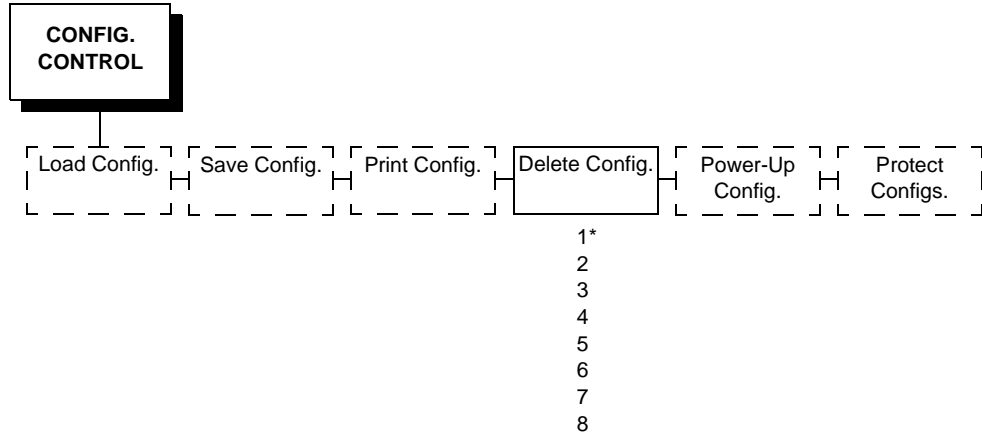 CONFIG.
CONTROL
Load Config.
Save Config.
Print Config.
Delete Config.
Power-Up
Config.
Protect
Configs.
1*
2
3
4
5
6
7
8